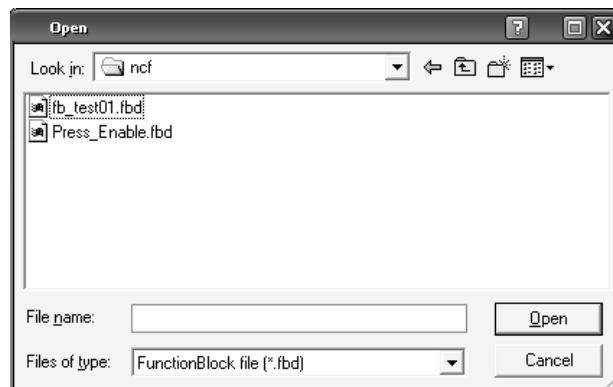 Open
Look in: ncf
fb_test01.fbd
Press_Enable.fbd
File name: Open
Files of type: FunctionBlock file (*.fbd) Cancel